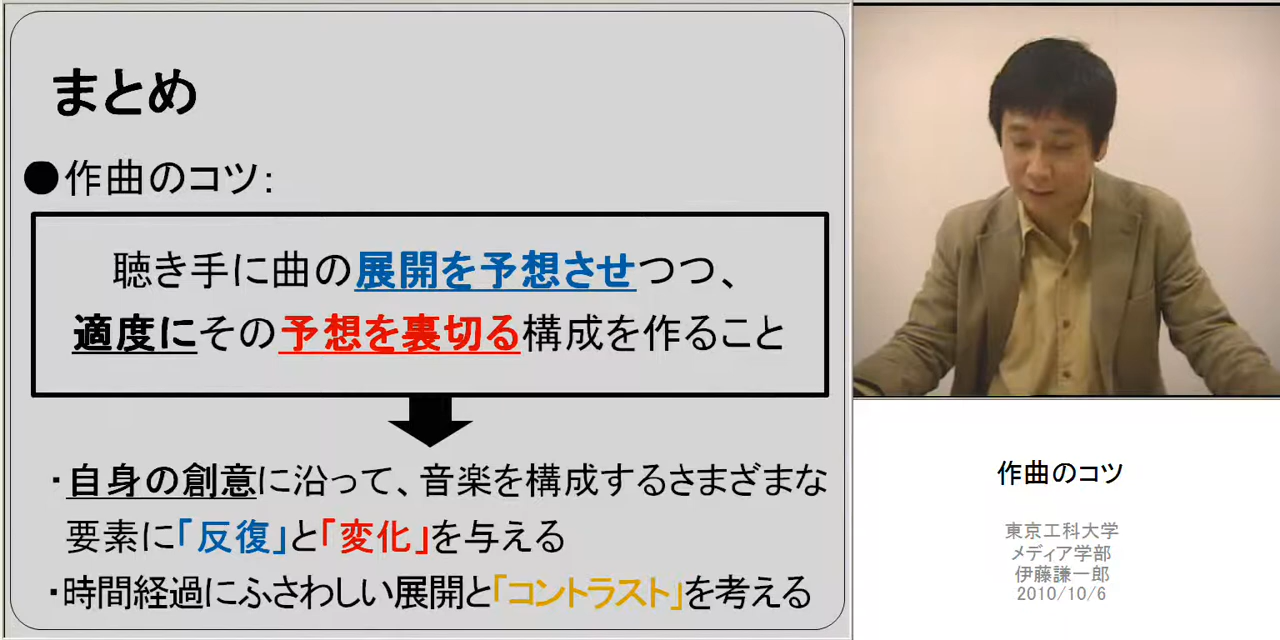 まとめ
●作曲のコツ:
聴き手に曲の展開を予想させつつ、
適度にその予想を裏切る構成を作ること
・自身の創意に沿って、音楽を構成するさまざまな
要素に「反復」と「変化」を与える
・時間経過にふさわしい展開と「コントラスト」を考える
作曲のコツ
東京工科大学
メディア学部
伊藤謙一郎
2010/10/6